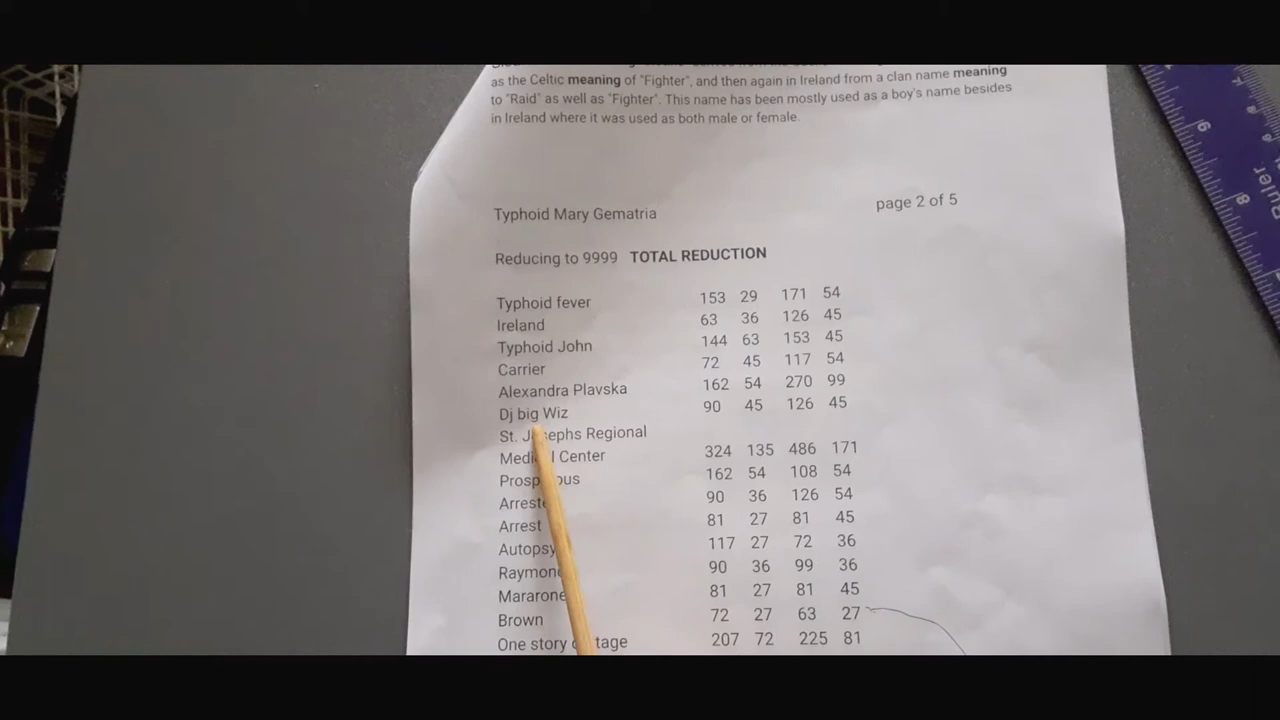 as the Celtic meaning of "Fighter", and then again in Ireland from a clan name meaning
to "Raid" as well as "Fighter". This name has been mostly used as a boy's name besides
in Ireland where it was used as both male or female.
Typhoid Mary Gematria page 2 of 5
Reducing to 9999 TOTAL REDUCTION
Typhoid fever 153 29 171 54
Ireland 63 36 126 45
Typhoid John 144 63 153 45
Carrier 72 45 117 54
Alexandra Plavska 162 54 270 99
Dj big Wiz 90 45 126 45
St. Josephs Regional
Medical Center 324 135 486 171
162 54 108 54
90 36 126 54
Arrest 81 27 81 45
Autopsy 117 27 72 36
90 36 99 36
81 27 81 45
Brown 72 27 63 27
One story 207 72 225 81
6
8